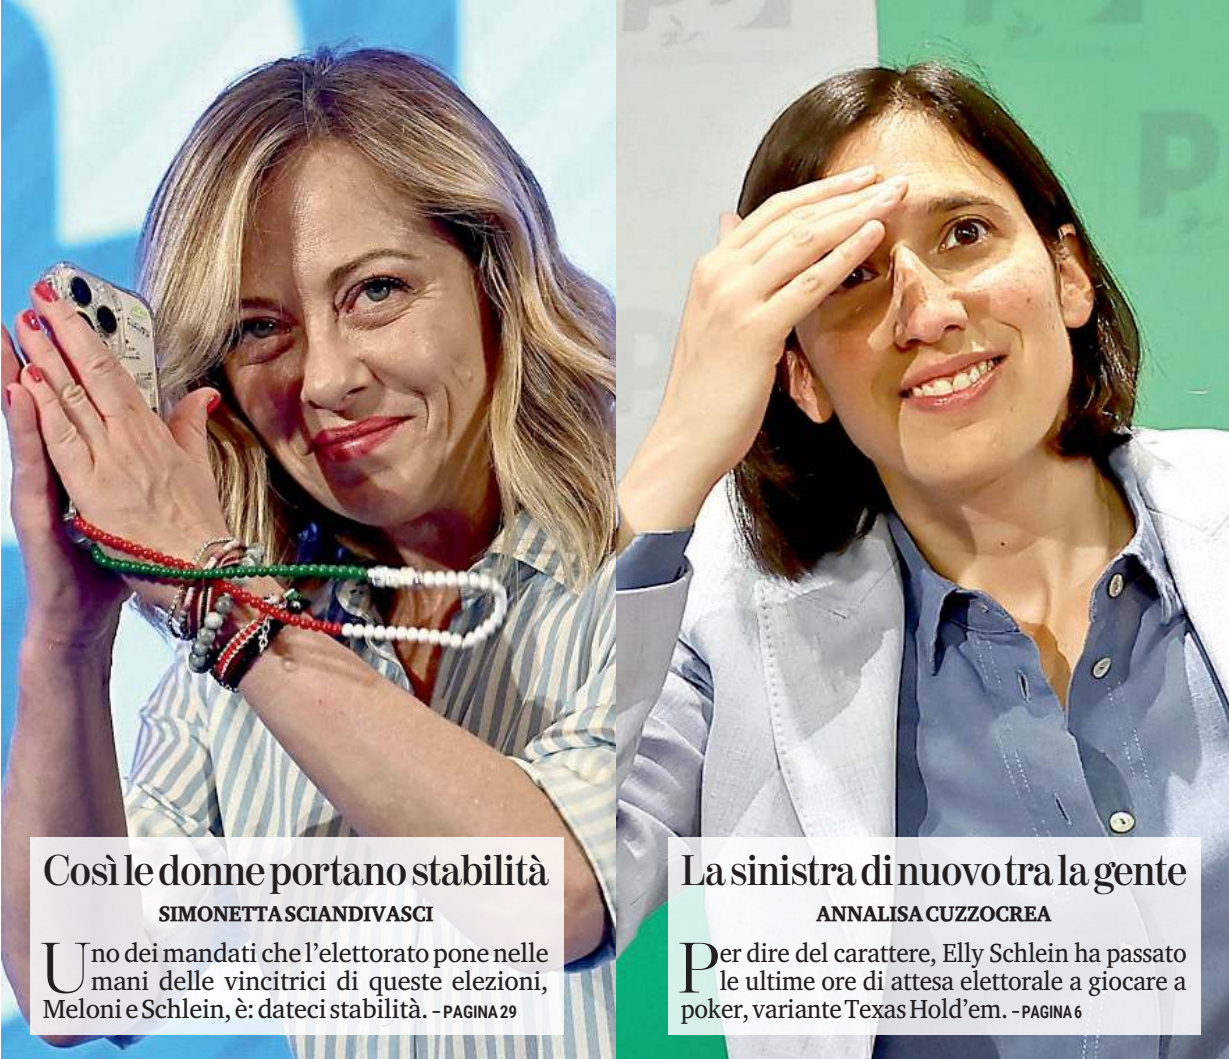 Così le donne portano stabilità
SIMONETTA SCIANDIVASCI
Uno dei mandati che l'elettorato pone nelle
mani delle vincitrici di queste elezioni,
Meloni e Schlein, è: dateci stabilità. – PAGINA 29
La sinistra di nuovo tra la gente
ANNALISA CUZZOCREA
Per dire del carattere, Elly Schlein ha passato
le ultime ore di attesa elettorale a giocare a
poker, variante Texas Hold'em. – PAGINA 6